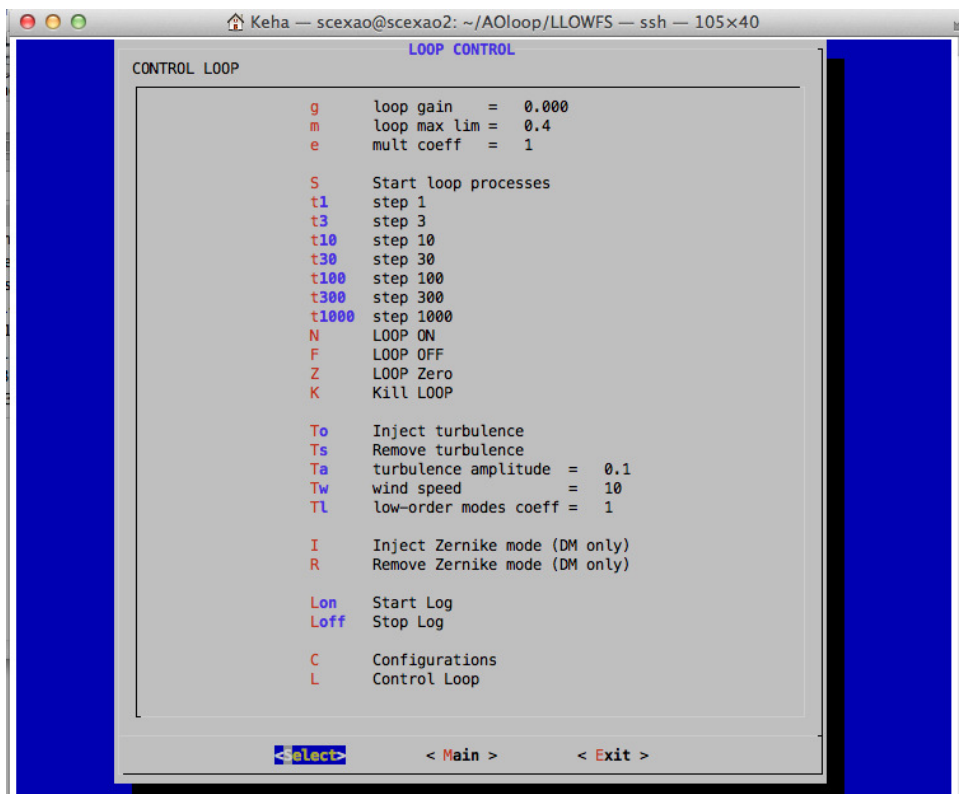 Keha — scexao@scexao2: ~/AOloop/LLOWFS — ssh — 105×40
LOOP CONTROL
CONTROL LOOP
g loop gain = 0.000
m loop max lim = 0.4
e mult coeff = 1
S Start loop processes
t1 step 1
t3 step 3
t10 step 10
t30 step 30
t100 step 100
t300 step 300
t1000 step 1000
N LOOP ON
F LOOP OFF
Z LOOP Zero
K Kill LOOP
To Inject turbulence
Ts Remove turbulence
Ta turbulence amplitude = 0.1
Tw wind speed = 10
Tl low-order modes coeff = 1
I Inject Zernike mode (DM only)
R Remove Zernike mode (DM only)
Lon Start Log
Loff Stop Log
C Configurations
L Control Loop
<Select> < Main > < Exit >